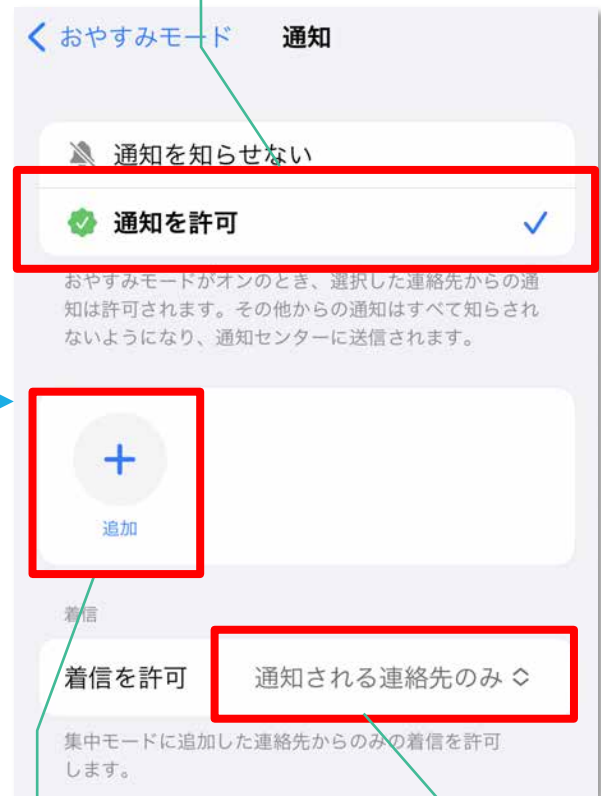 おやすみモード 通知
通知を知らせない
通知を許可
おやすみモードがオンのとき、選択した連絡先からの通
知は許可されます。その他からの通知はすべて知らされ
ないようになり、通知センターに送信されます。
追加
着信
着信を許可 通知される連絡先のみ
集中モードに追加した連絡先からのみの着信を許可
します。